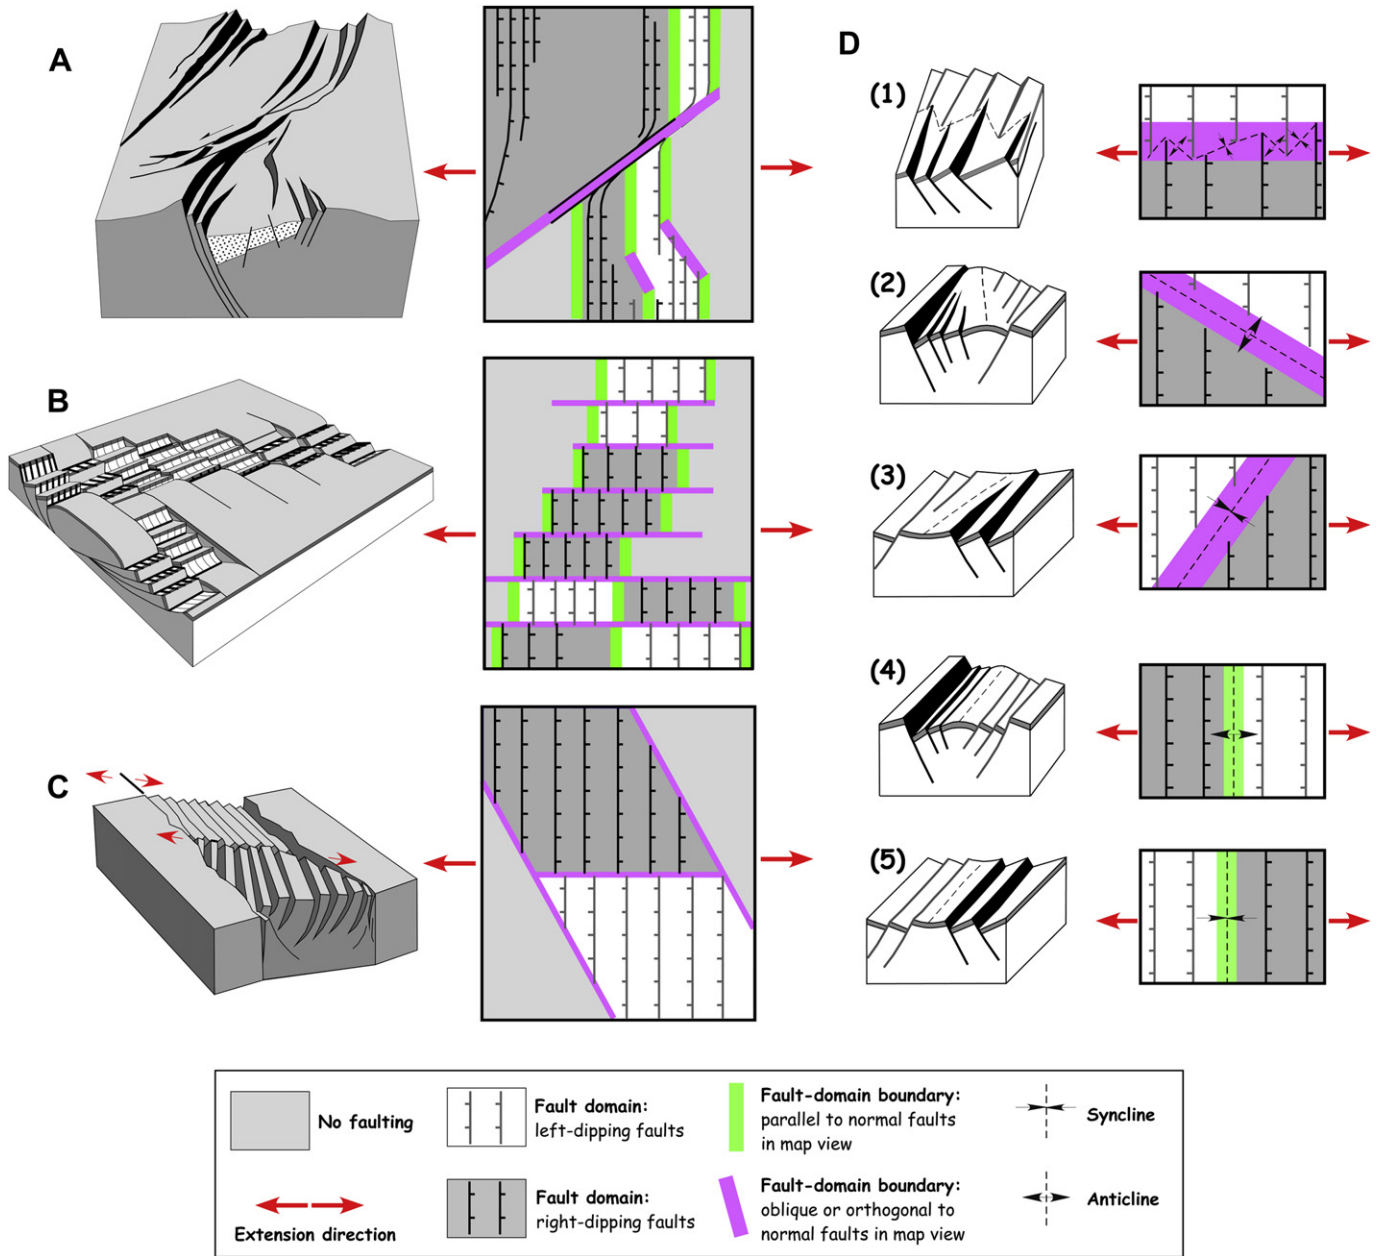 A
B
C
D
(1)
(2)
(3)
(4)
(5)
No faulting
Extension direction
Fault domain:
left-dipping faults
Fault domain:
right-dipping faults
Fault-domain boundary:
parallel to normal faults
in map view
Fault-domain boundary:
oblique or orthogonal to
normal faults in map view
Syncline
Anticline